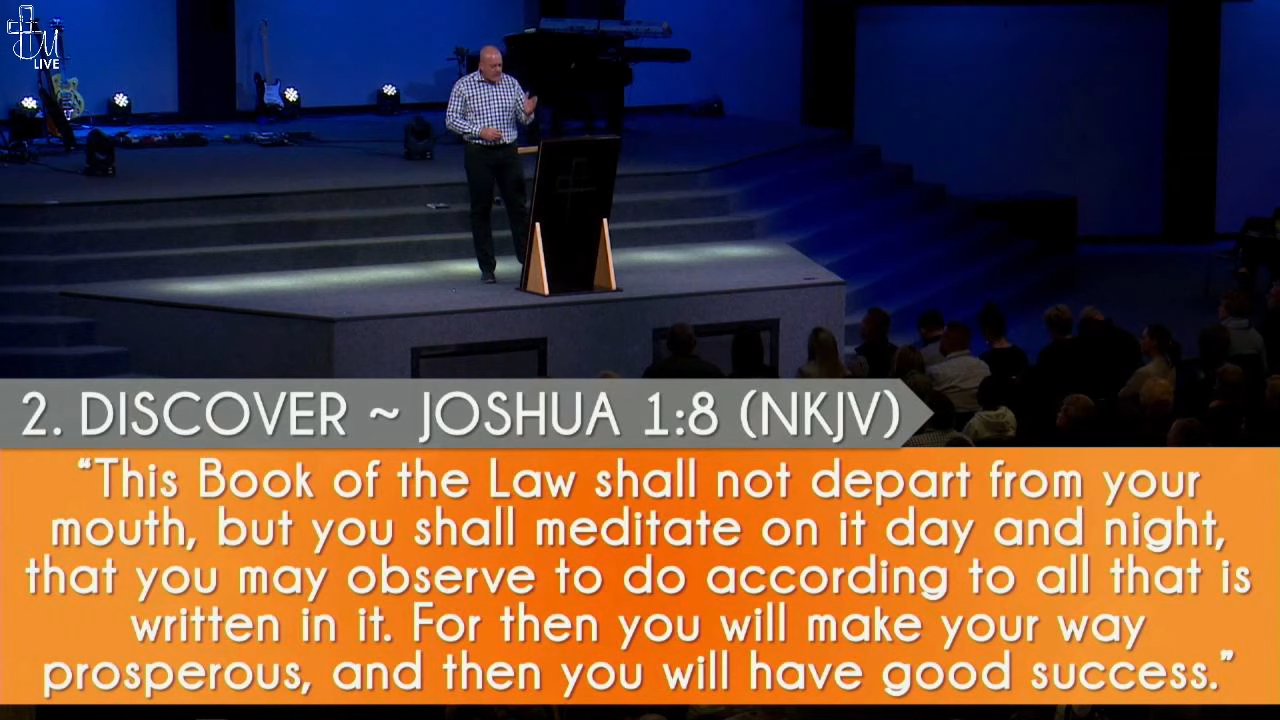 LIVE
2. DISCOVER ~ JOSHUA 1:8 (NKJV)
“This Book of the Law shall not depart from your
mouth, but you shall meditate on it day and night,
that you may observe to do according to all that is
written in it. For then you will make your way
prosperous, and then you will have good success.”